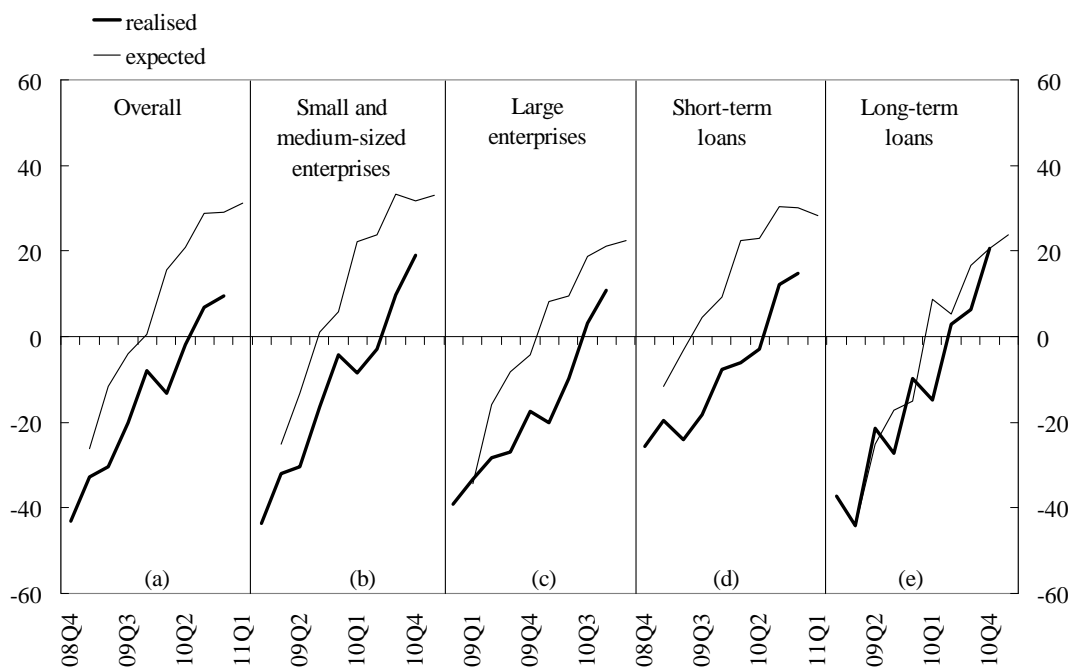 realised
expected
60
60
Overall
Small and
medium-sized
enterprises
Large
enterprises
Short-term
loans
Long-term
loans
40
40
20
20
0
0
-20
-20
-40
-40
(a)
(b)
(c)
(d)
(e)
-60
-60
08Q4
09Q3
10Q2
11Q1
09Q2
10Q1
10Q4
09Q1
09Q4
10Q3
08Q4
09Q3
10Q2
11Q1
09Q2
10Q1
10Q4